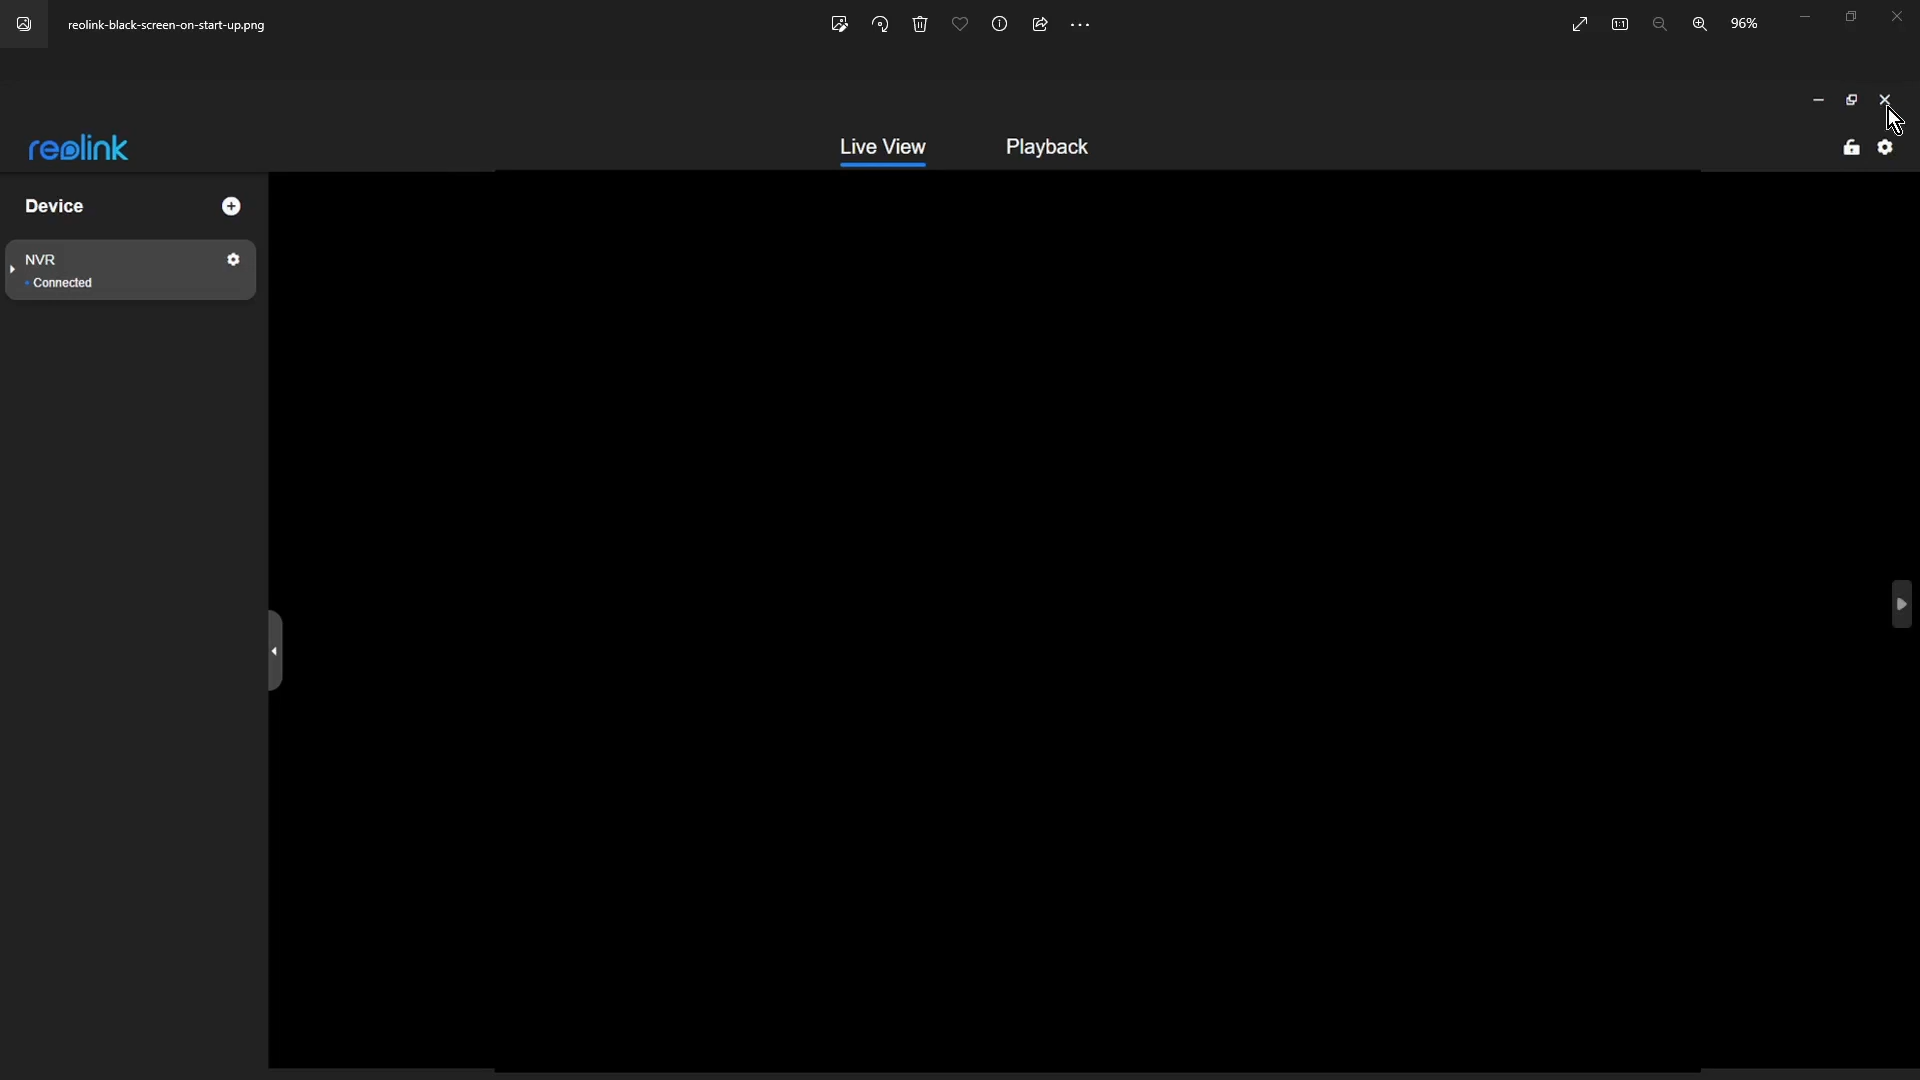 reolink-black-screen-on-start-up.png
96%
reolink
Live View
Playback
Device
NVR
Connected